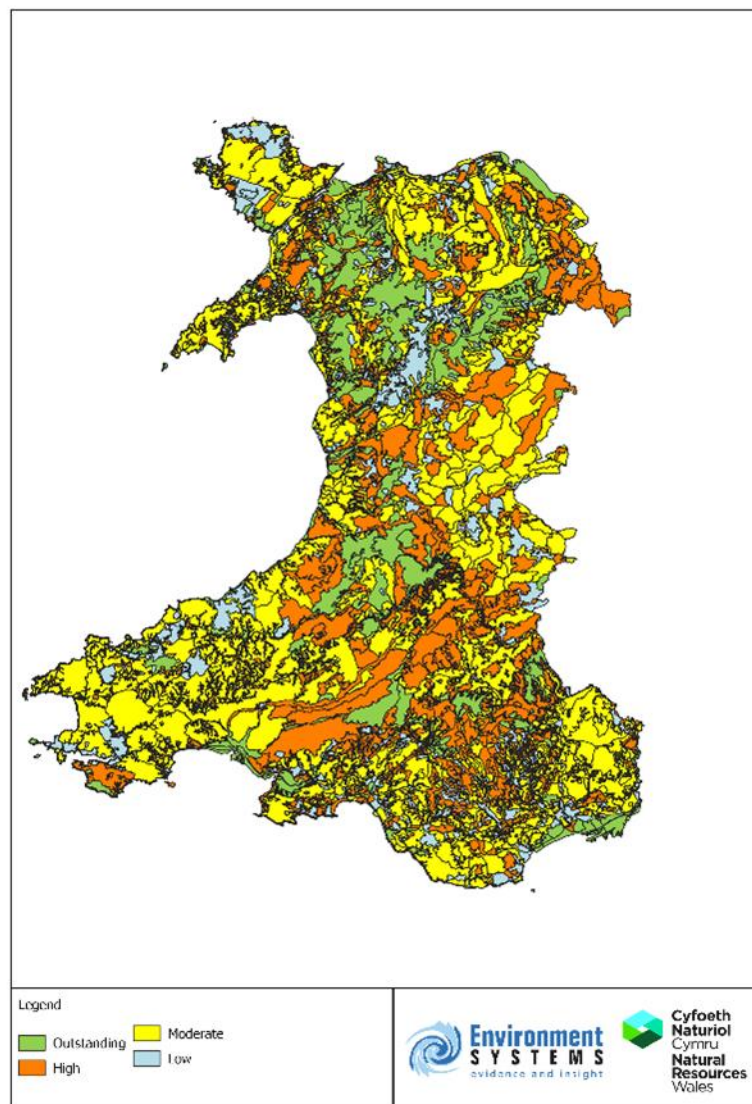 Legend
Outstanding
High
Moderate
Low
Environment
SYSTEMS
evidence and insight
Cyfoeth
Naturiol
Cymru
Natural
Resources
Wales